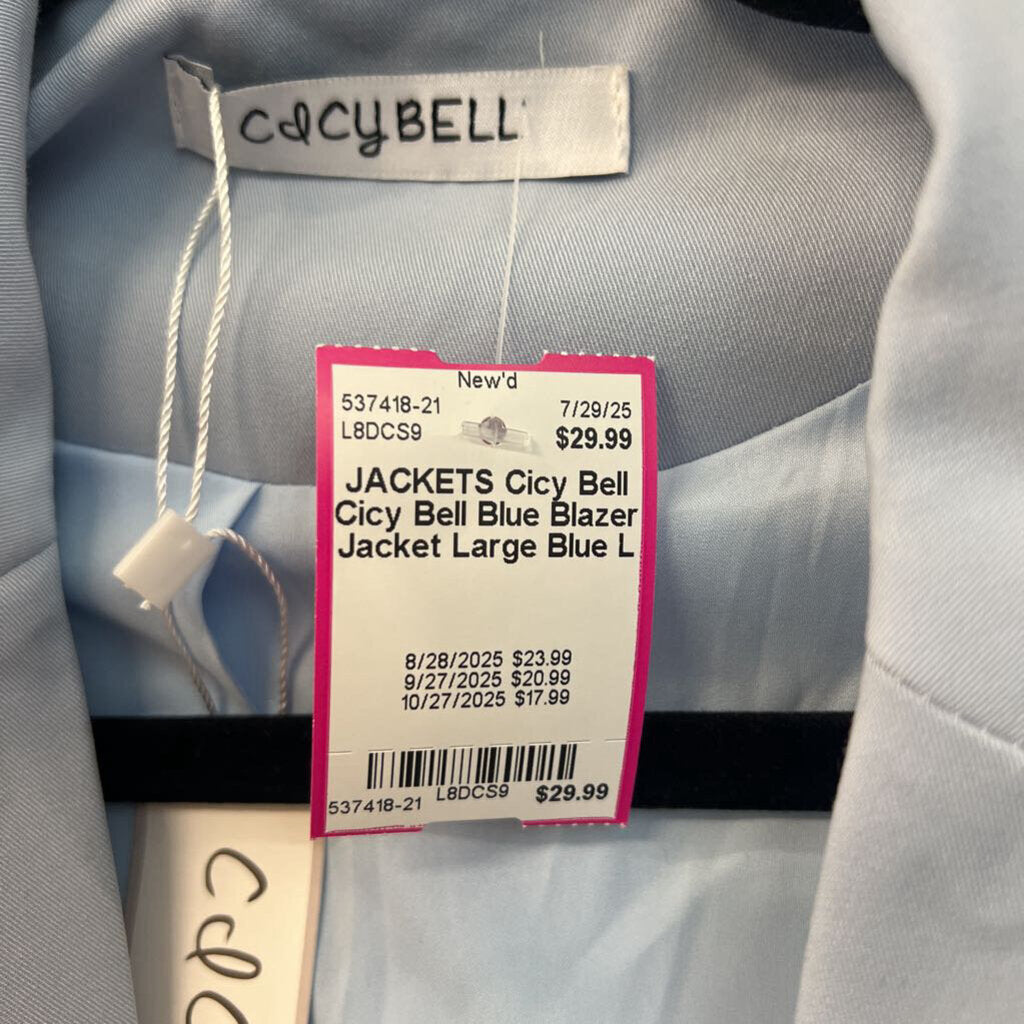 CICYBELL
New'd
537418-21 7/29/25
L8DCS9 $29.99
JACKETS Cicy Bell
Cicy Bell Blue Blazer
Jacket Large Blue L
8/28/2025 $23.99
9/27/2025 $20.99
10/27/2025 $17.99
537418-21 L8DCS9 $29.99
CIC